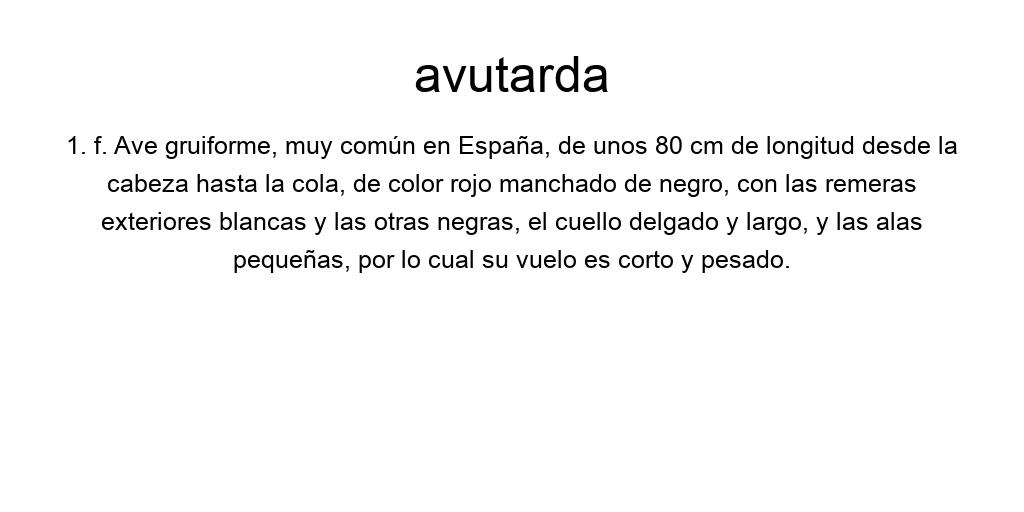 avutarda
1. f. Ave gruiforme, muy común en España, de unos 80 cm de longitud desde la
cabeza hasta la cola, de color rojo manchado de negro, con las remeras
exteriores blancas y las otras negras, el cuello delgado y largo, y las alas
pequeñas, por lo cual su vuelo es corto y pesado.